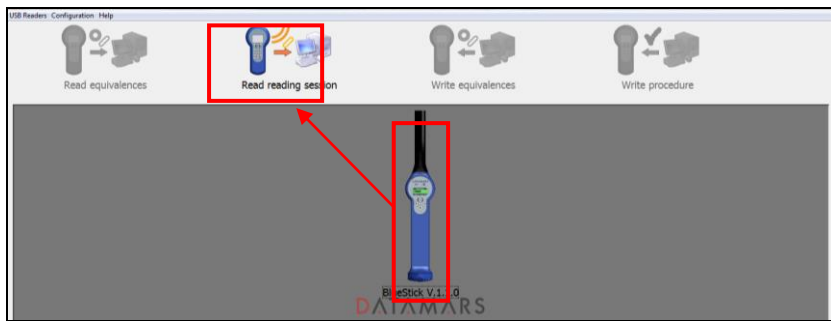 USB Readers Configuration Help
Read equivalences
Read reading session
Write equivalences
Write procedure
DATAMARS